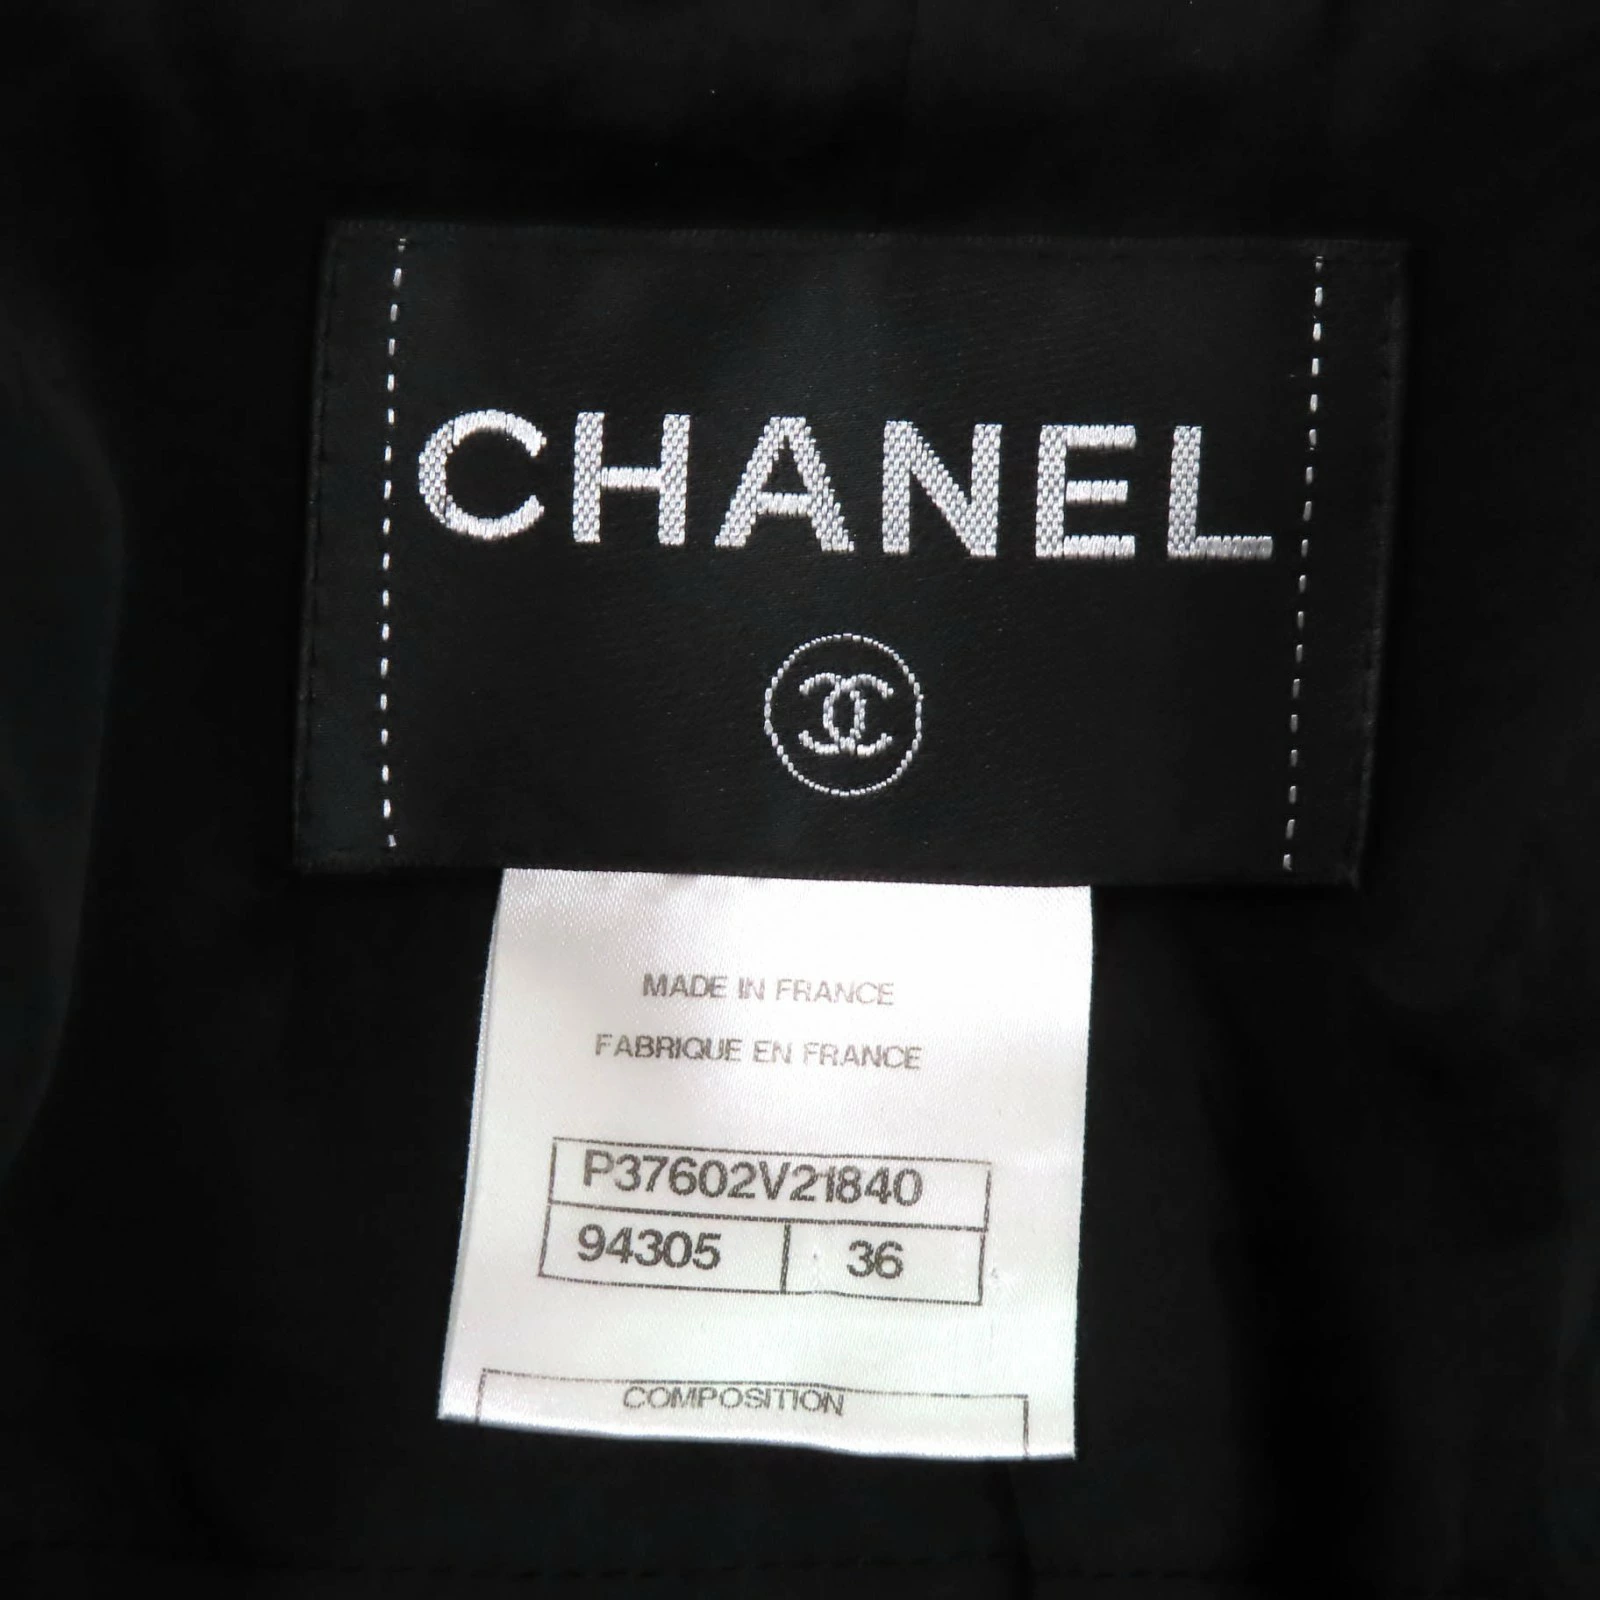 CHANEL
MADE IN FRANCE
FABRIQUE EN FRANCE
P37602V21840
94305 36
COMPOSITION